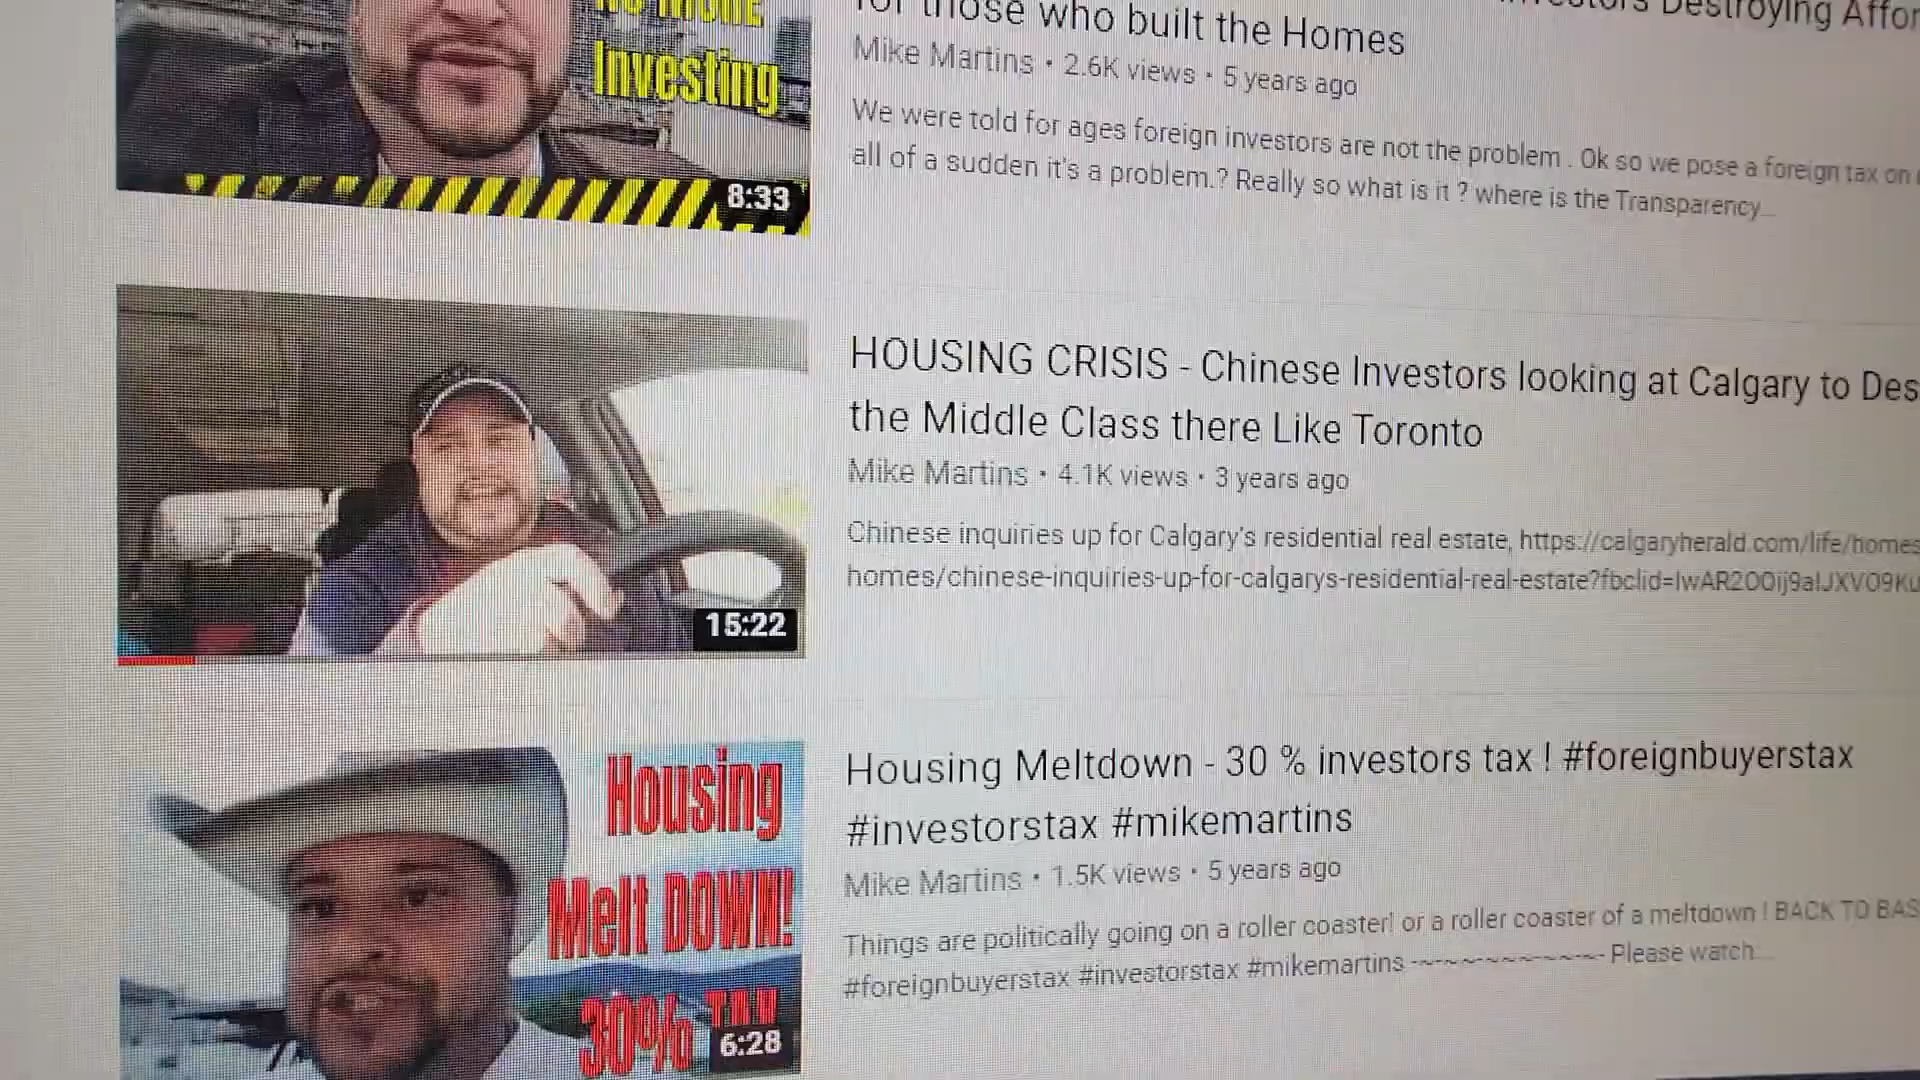 Investing
8:33
for those who built the Homes
Destroying
Mike Martins • 2.6K views • 5 years ago
We were told for ages foreign investors are not the problem . Ok so we pose a foreign tax on
all of a sudden it's a problem.? Really so what is it ? where is the Transparency...
15:22
HOUSING CRISIS - Chinese Investors looking at Calgary to
the Middle Class there Like Toronto
Mike Martins • 4.1K views • 3 years ago
Chinese inquiries up for Calgary's residential real estate, https://calgaryherald.com/life/homes
homes/chinese-inquiries-up-for-calgarys-residential-real-estate?fbclid=
Housing
Melt DOWN!
30% TAX
6:28
Housing Meltdown - 30 % investors tax ! #foreignbuyerstax
#investorstax #mikemartins
Mike Martins • 1.5K views • 5 years ago
Things are politically going on a roller coaster! or a roller coaster of a meltdown ! BACK TO
#foreignbuyerstax #investorstax #mikemartins -~-~~-~~~-~~-~- Please watch...